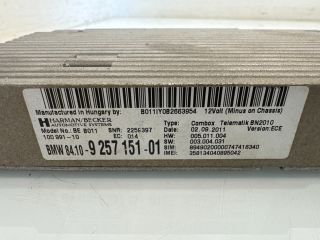 Manufactured in Hungary by: B011IY0B2663954 12Volt (Minus on Chassis)
HARMAN/BECKER Type: Combox Telematik BN2010
AUTOMOTIVE SYSTEMS Date: 02.09.2011 Version:ECE
Model No.: BE 8011 SNR: 2256397 HW: 005.011.004
100 991-10 EC: 014 SW: 003.004.031
BMW 84.10-9 257 151-01 SIM: 89490200000747416340
IMEI: 358134040895042